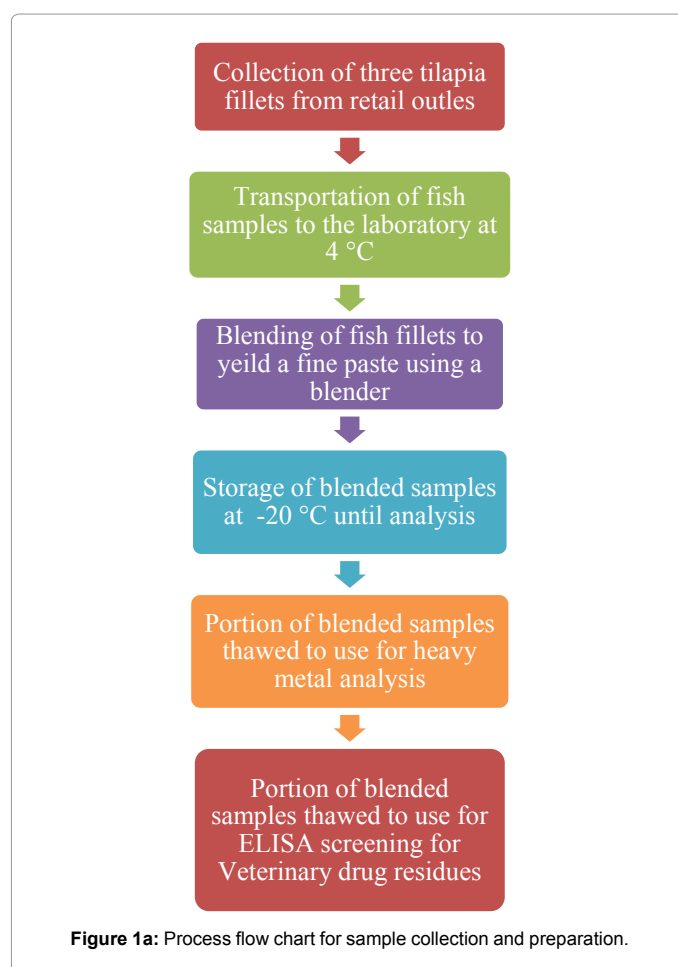 Collection of three tilapia
fillets from retail outles
Transportation of fish
samples to the laboratory at
4 °C
Blending of fish fillets to
yeild a fine paste using a
blender
Storage of blended samples
at -20 °C until analysis
Portion of blended samples
thawed to use for heavy
metal analysis
Portion of blended
samples thawed to use for
ELISA screening for
Veterinary drug residues
Figure 1a: Process flow chart for sample collection and preparation.